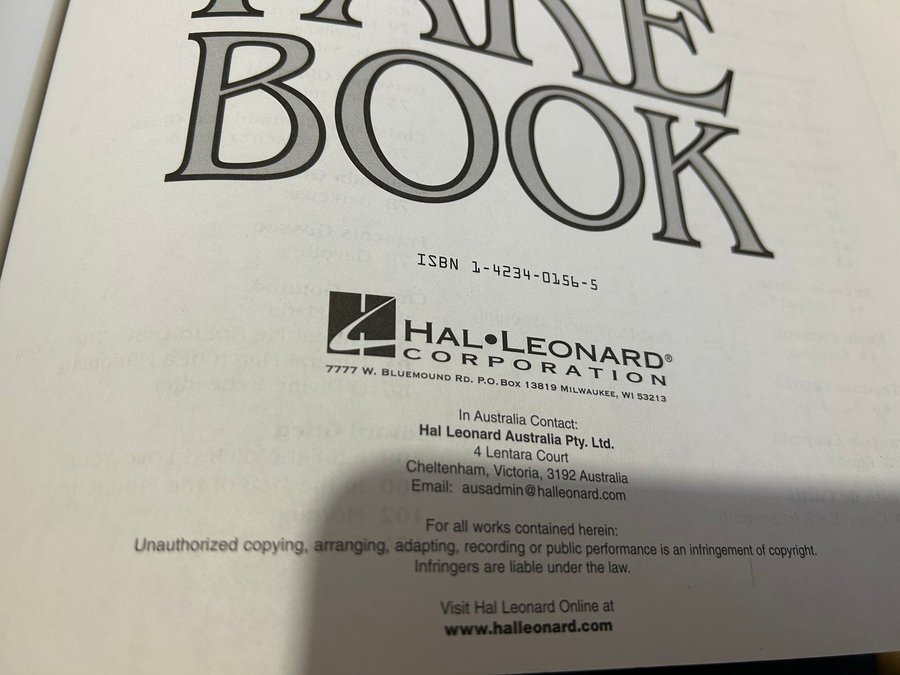 FAKE
BOOK
ISBN 1-4234-0156-5
HAL•LEONARD®
CORPORATION
7777 W. BLUEMOUND RD. P.O. BOX 13819 MILWAUKEE, WI 53213
In Australia Contact:
Hal Leonard Australia Pty. Ltd.
4 Lentara Court
Cheltenham, Victoria, 3192 Australia
Email: ausadmin@halleonard.com
For all works contained herein:
Unauthorized copying, arranging, adapting, recording or public performance is an infringement of copyright.
Infringers are liable under the law.
Visit Hal Leonard Online at
www.halleonard.com